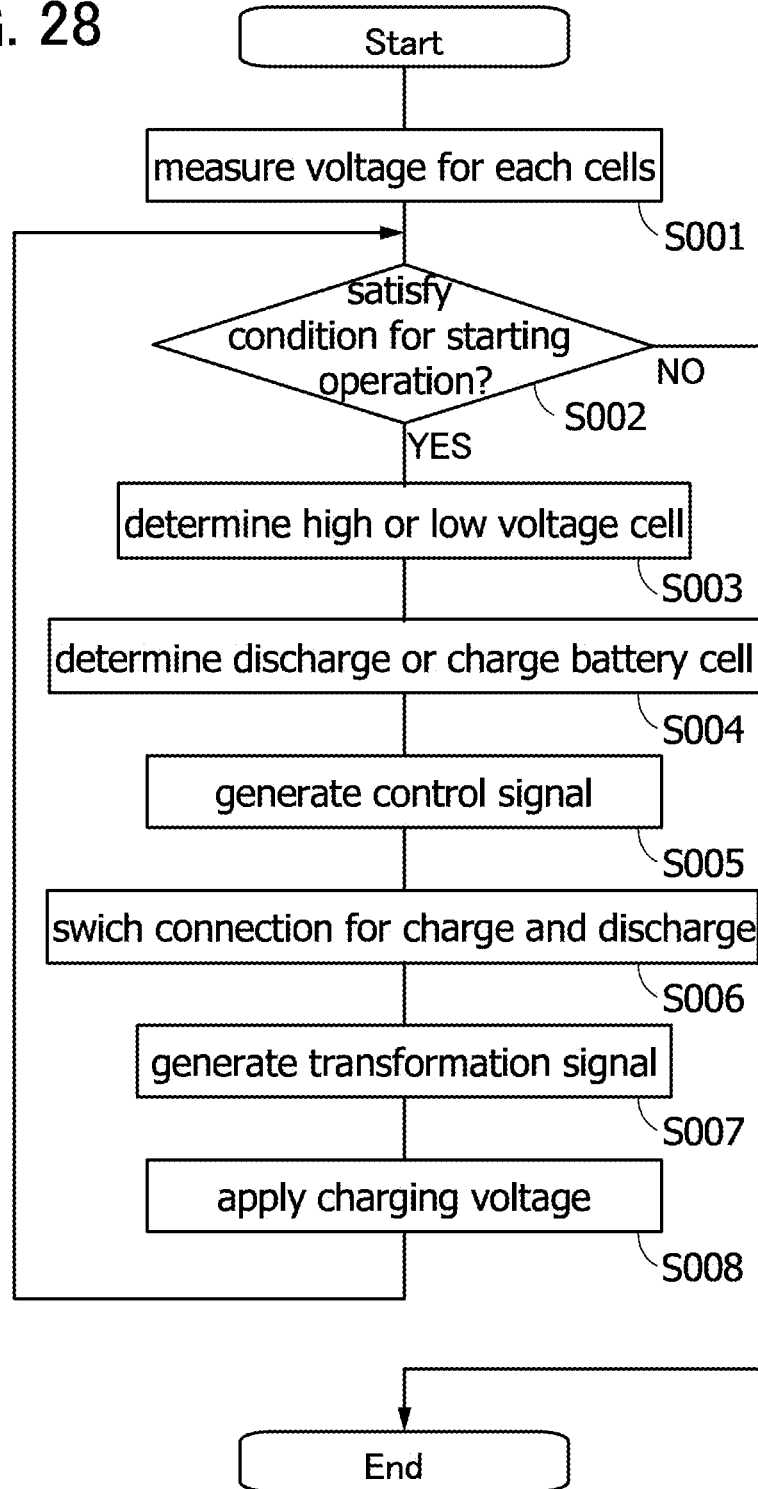 . 28
Start
measure voltage for each cells
S001
satisfy
condition for starting
operation?
NO
S002
YES
determine high or low voltage cell
S003
determine discharge or charge battery cell
S004
generate control signal
S005
swich connection for charge and discharge
S006
generate transformation signal
S007
apply charging voltage
S008
End